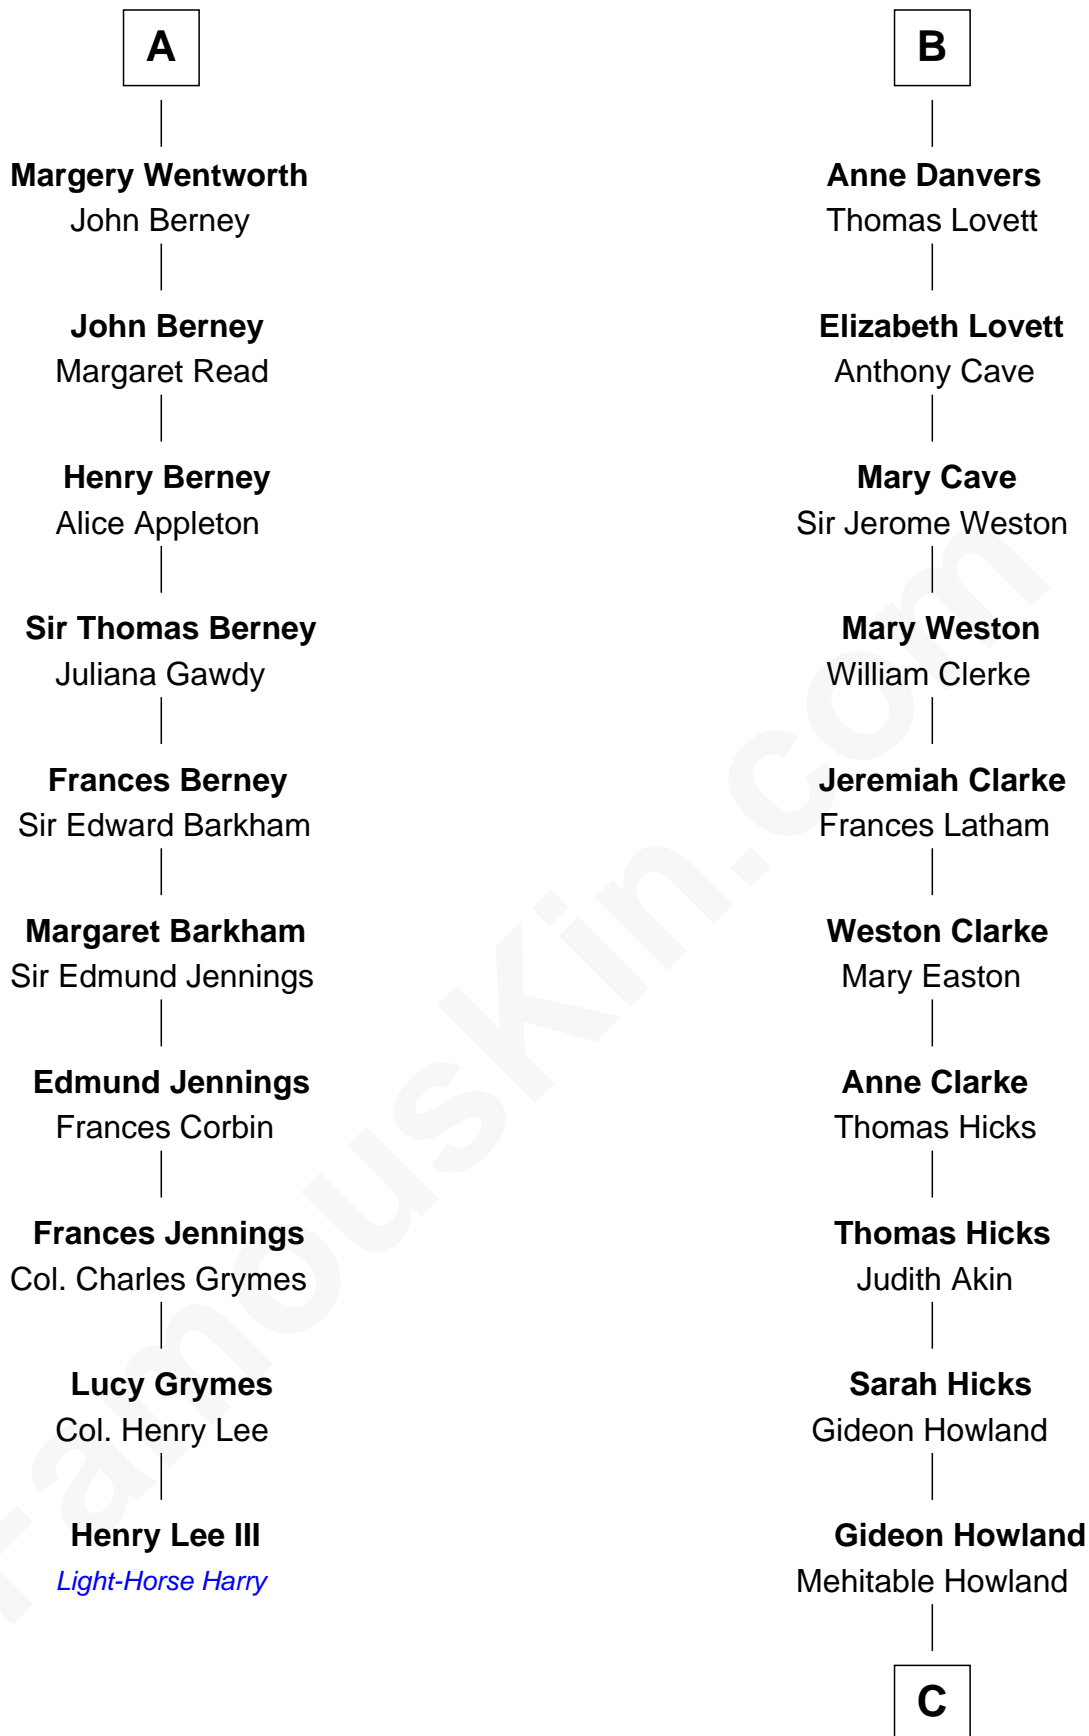 A
Margery Wentworth
John Berney
John Berney
Margaret Read
Henry Berney
Alice Appleton
Sir Thomas Berney
Juliana Gawdy
Frances Berney
Sir Edward Barkham
Margaret Barkham
Sir Edmund Jennings
Edmund Jennings
Frances Corbin
Frances Jennings
Col. Charles Grymes
Lucy Grymes
Col. Henry Lee
Henry Lee III
Light-Horse Harry
B
Anne Danvers
Thomas Lovett
Elizabeth Lovett
Anthony Cave
Mary Cave
Sir Jerome Weston
Mary Weston
William Clerke
Jeremiah Clarke
Frances Latham
Weston Clarke
Mary Easton
Anne Clarke
Thomas Hicks
Thomas Hicks
Judith Akin
Sarah Hicks
Gideon Howland
Gideon Howland
Mehitable Howland
C
FamousKin.com